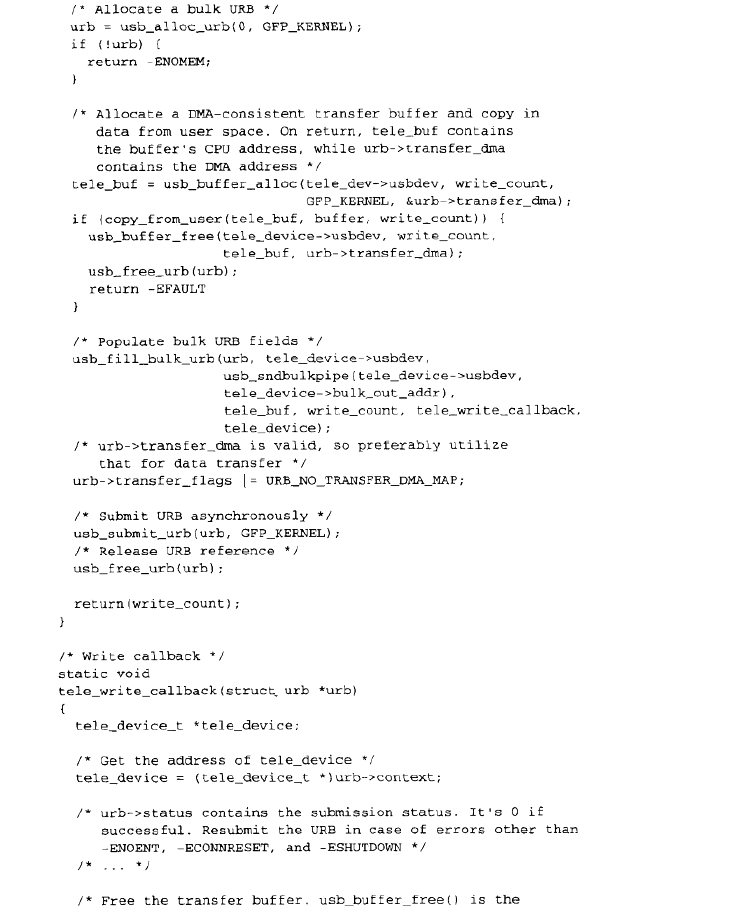 /* Allocate a bulk URB */
urb = usb_alloc_urb(0, GFP_KERNEL);
if (!urb) {
return -ENOMEM;
}
/* Allocate a DMA-consistent transfer buffer and copy in
data from user space. On return, tele_buf contains
the buffer's CPU address, while urb->transfer_dma
contains the DMA address */
tele_buf = usb_buffer_alloc(tele_dev->usbdev, write_count,
GFP_KERNEL, &urb->transfer_dma);
if (copy_from_user(tele_buf, buffer, write_count)) {
usb_buffer_free(tele_device->usbdev, write_count,
tele_buf, urb->transfer_dma);
usb_free_urb(urb);
return -EFAULT
}
/* Populate bulk URB fields */
usb_fill_bulk_urb(urb, tele_device->usbdev,
usb_sndbulkpipe(tele_device->usbdev,
tele_device->bulk_out_addr),
tele_buf, write_count, tele_write_callback,
tele_device);
/* urb->transfer_dma is valid, so preferably utilize
that for data transfer */
urb->transfer_flags |= URB_NO_TRANSFER_DMA_MAP;
/* Submit URB asynchronously */
usb_submit_urb(urb, GFP_KERNEL);
/* Release URB reference */
usb_free_urb(urb);
return(write_count);
}
/* Write callback */
static void
tele_write_callback(struct urb *urb)
{
tele_device_t *tele_device;
/* Get the address of tele_device */
tele_device = (tele_device_t *)urb->context;
/* urb->status contains the submission status. It's 0 if
successful. Resubmit the URB in case of errors other than
-ENOENT, -ECONNRESET, and -ESHUTDOWN */
/* ... */
/* Free the transfer buffer. usb_buffer_free() is the